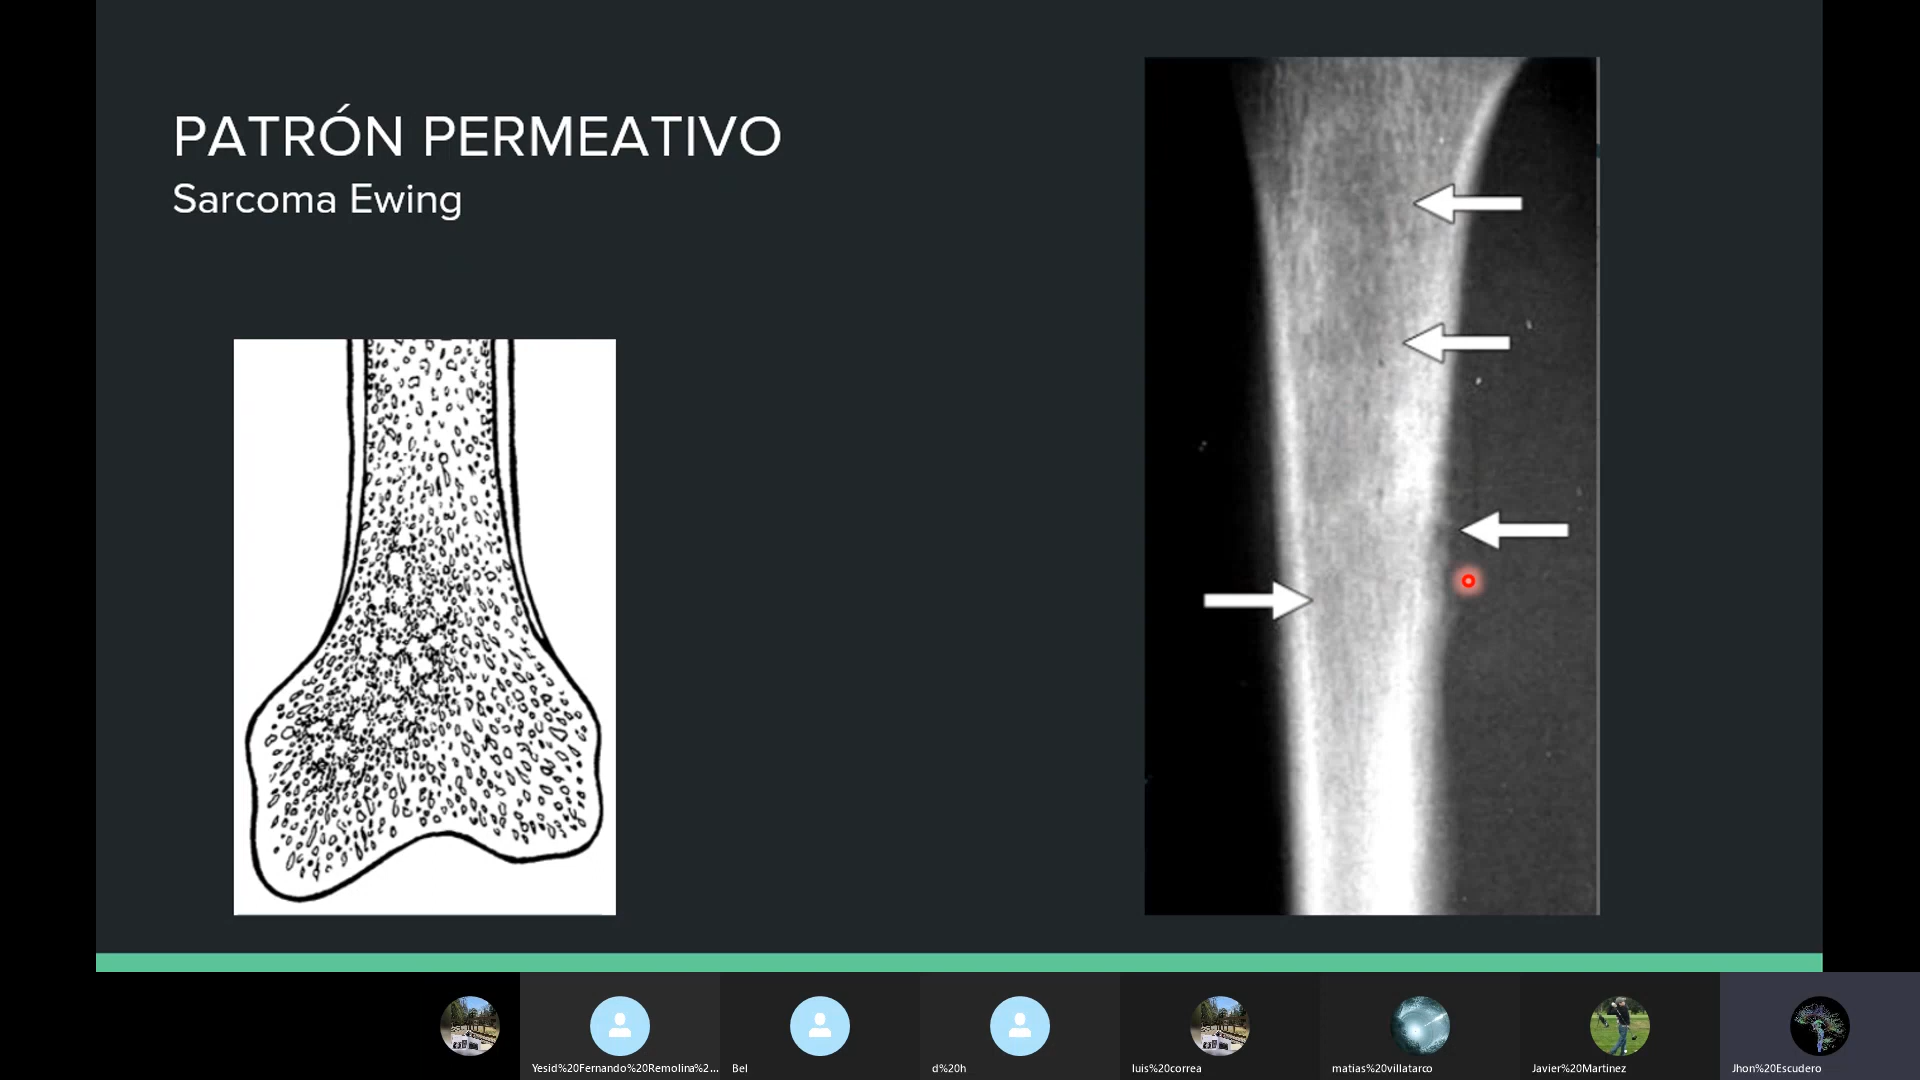 PATRÓN PERMEATIVO
Sarcoma Ewing
Yesid%20Fernando%20Remolina%2...
Bel
d%20h
luis%20correa
matias%20villatarco
Javier%20Martinez
Jhon%20Escudero